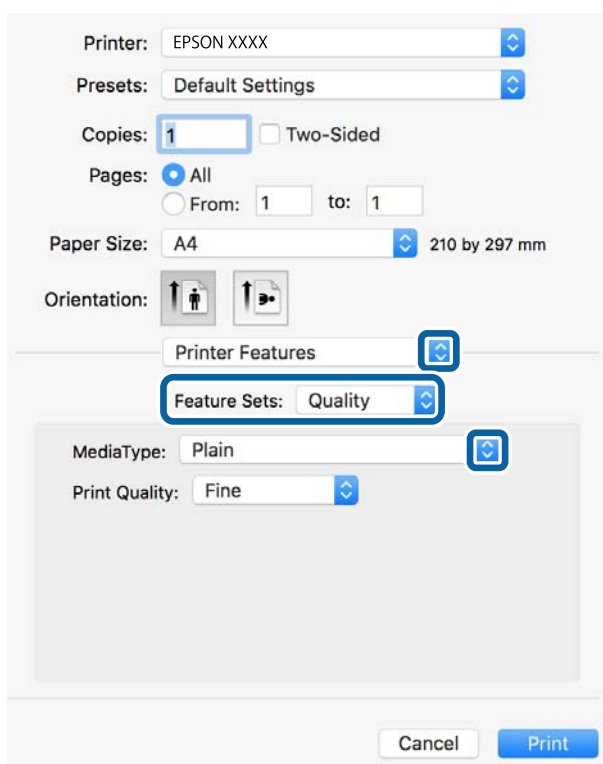 Printer: EPSON XXXX
Presets: Default Settings
Copies: 1 Two-Sided
Pages: All
From: 1 to: 1
Paper Size: A4 210 by 297 mm
Orientation:
Printer Features
Feature Sets: Quality
MediaType: Plain
Print Quality: Fine
Cancel Print